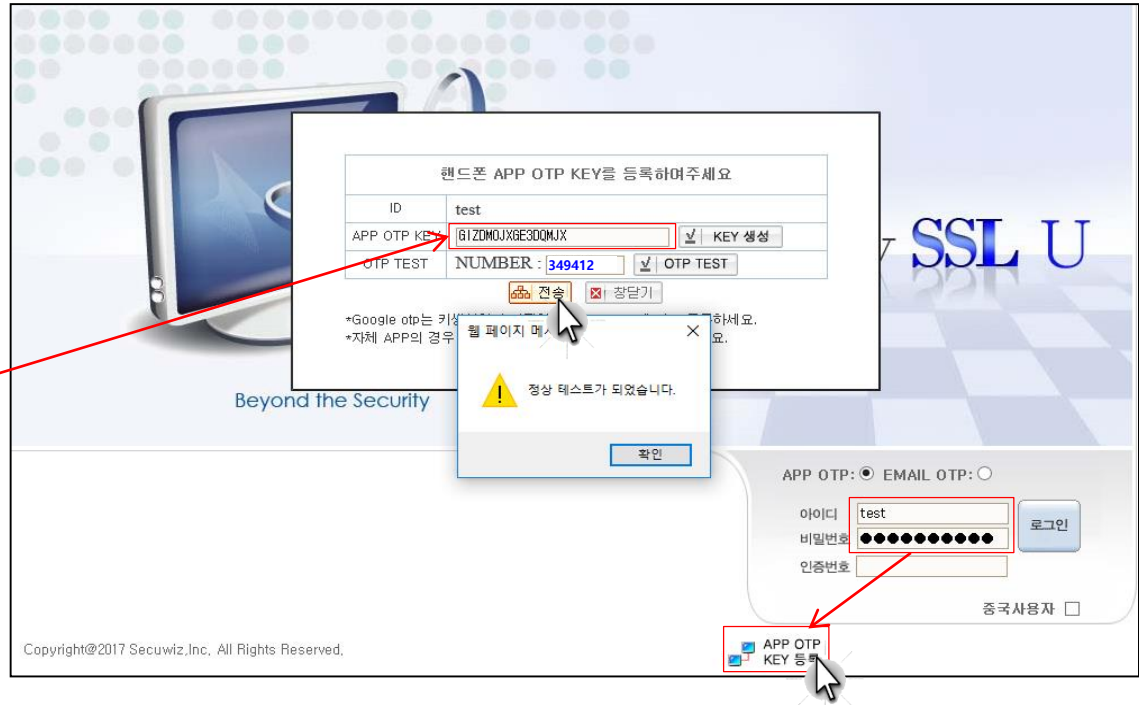 핸드폰 APP OTP KEY를 등록하여주세요
ID test
APP OTP KEY GIZDMOJXGE3DQMJX KEY 생성
OTP TEST NUMBER : 349412 OTP TEST
전송 창닫기
*Google otp는 하세요.
*자체 APP의 경우 요.
웹 페이지
정상 테스트가 되었습니다.
확인
SSL U
Beyond the Security
APP OTP: EMAIL OTP:
아이디 test
비밀번호 ●●●●●●●●●●
로그인
인증번호
중국사용자
APP OTP
KEY 등록
Copyright@2017 Secuwiz,Inc, All Rights Reserved,